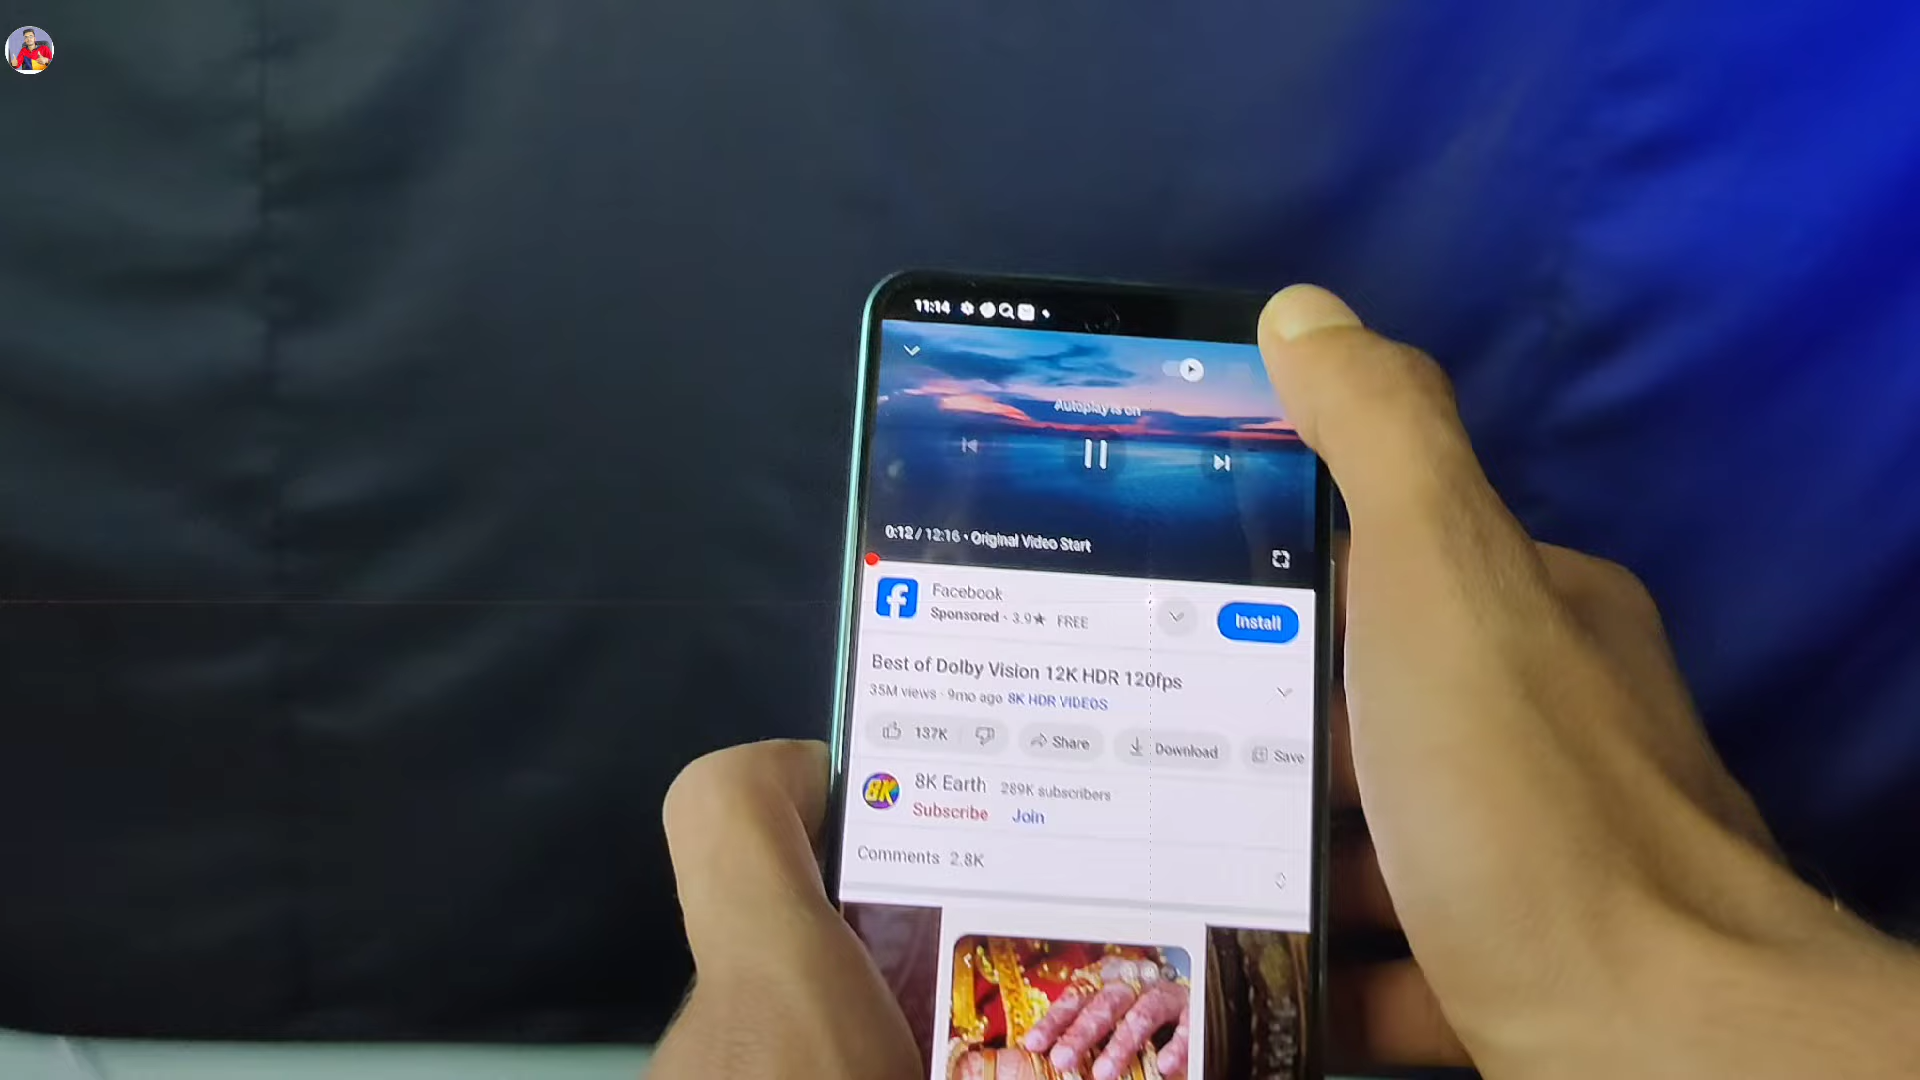 11:14
Autoplay is on
0:12 / 12:16 • Original Video Start
Facebook
Sponsored · 3.9★ FREE
Install
Best of Dolby Vision 12K HDR 120fps
35M views · 9mo ago 8K HDR VIDEOS
137K Share Download Save
8K
8K Earth 289K subscribers
Subscribe Join
Comments 2.8K